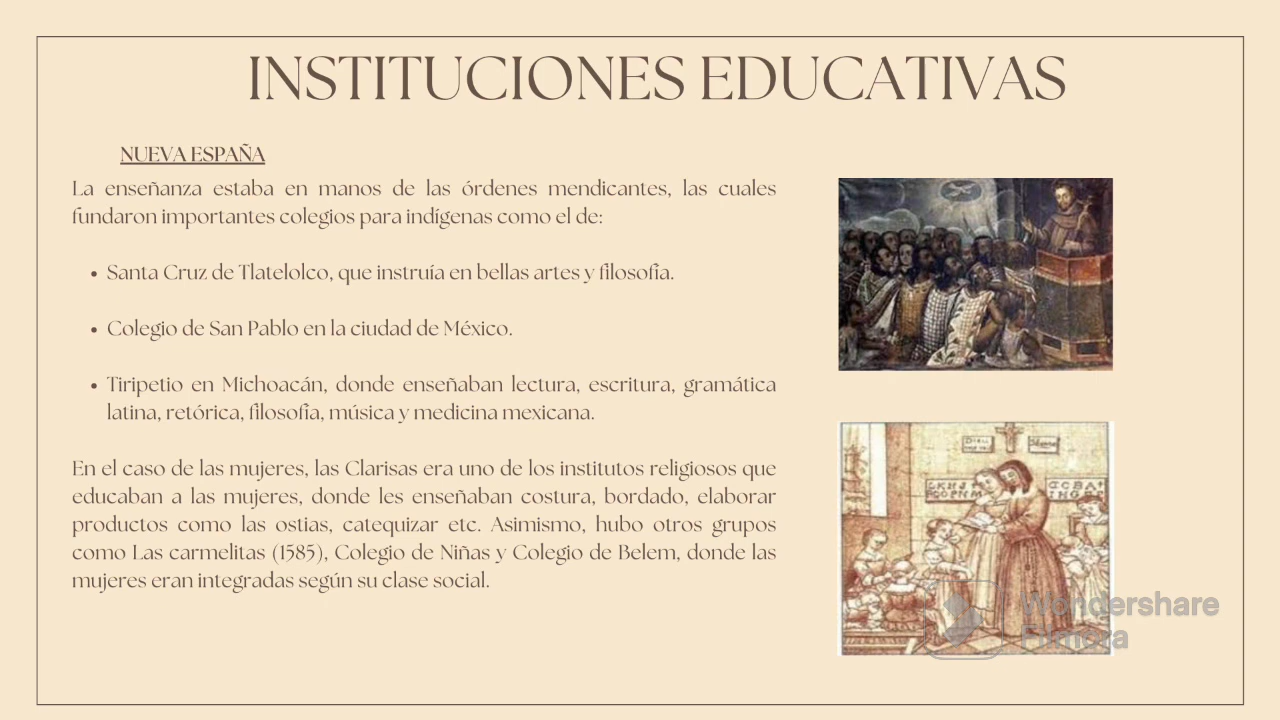 INSTITUCIONES EDUCATIVAS
NUEVA ESPAÑA
La enseñanza estaba en manos de las órdenes mendicantes, las cuales
fundaron importantes colegios para indígenas como el de:
• Santa Cruz de Tlatelolco, que instruía en bellas artes y filosofía.
• Colegio de San Pablo en la ciudad de México.
• Tiripetio en Michoacán, donde enseñaban lectura, escritura, gramática
latina, retórica, filosofía, música y medicina mexicana.
En el caso de las mujeres, las Clarisas era uno de los institutos religiosos que
educaban a las mujeres, donde les enseñaban costura, bordado, elaborar
productos como las ostias, catequizar etc. Asimismo, hubo otros grupos
como Las carmelitas (1585), Colegio de Niñas y Colegio de Belem, donde las
mujeres eran integradas según su clase social.
Wondershare
Filmora